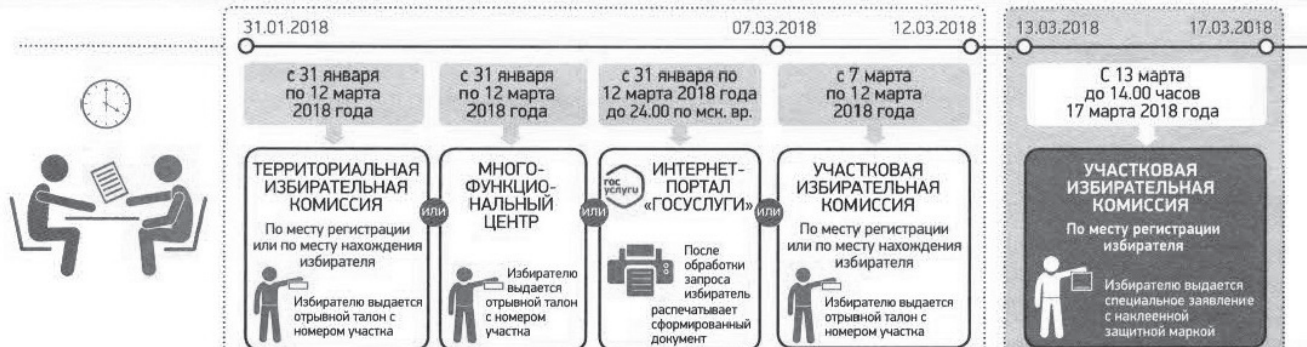 31.01.2018
07.03.2018
12.03.2018
13.03.2018
17.03.2018
с 31 января
по 12 марта
2018 года
с 31 января
по 12 марта
2018 года
с 31 января по
12 марта 2018 года
до 24.00 по мск. вр.
с 7 марта
по 12 марта
2018 года
С 13 марта
до 14.00 часов
17 марта 2018 года
ТЕРРИТОРИАЛЬНАЯ
ИЗБИРАТЕЛЬНАЯ
КОМИССИЯ
По месту регистрации
или по месту нахождения
избирателя
Избирателю выдается
отрывной талон с
номером участка
ИЛИ
МНОГО-
ФУНКЦИО-
НАЛЬНЫЙ
ЦЕНТР
Избирателю
выдается
отрывной талон
с номером
участка
ИЛИ
гос
услуги
ИНТЕРНЕТ-
ПОРТАЛ
«ГОСУСЛУГИ»
После
обработки
запроса
избиратель
распечатывает
сформированный
документ
ИЛИ
УЧАСТКОВАЯ
ИЗБИРАТЕЛЬНАЯ
КОМИССИЯ
По месту регистрации
или по месту нахождения
избирателя
Избирателю выдается
отрывной талон с
номером участка
УЧАСТКОВАЯ
ИЗБИРАТЕЛЬНАЯ
КОМИССИЯ
По месту регистрации
избирателя
Избирателю выдается
специальное заявление
с наклеенной
защитной маркой